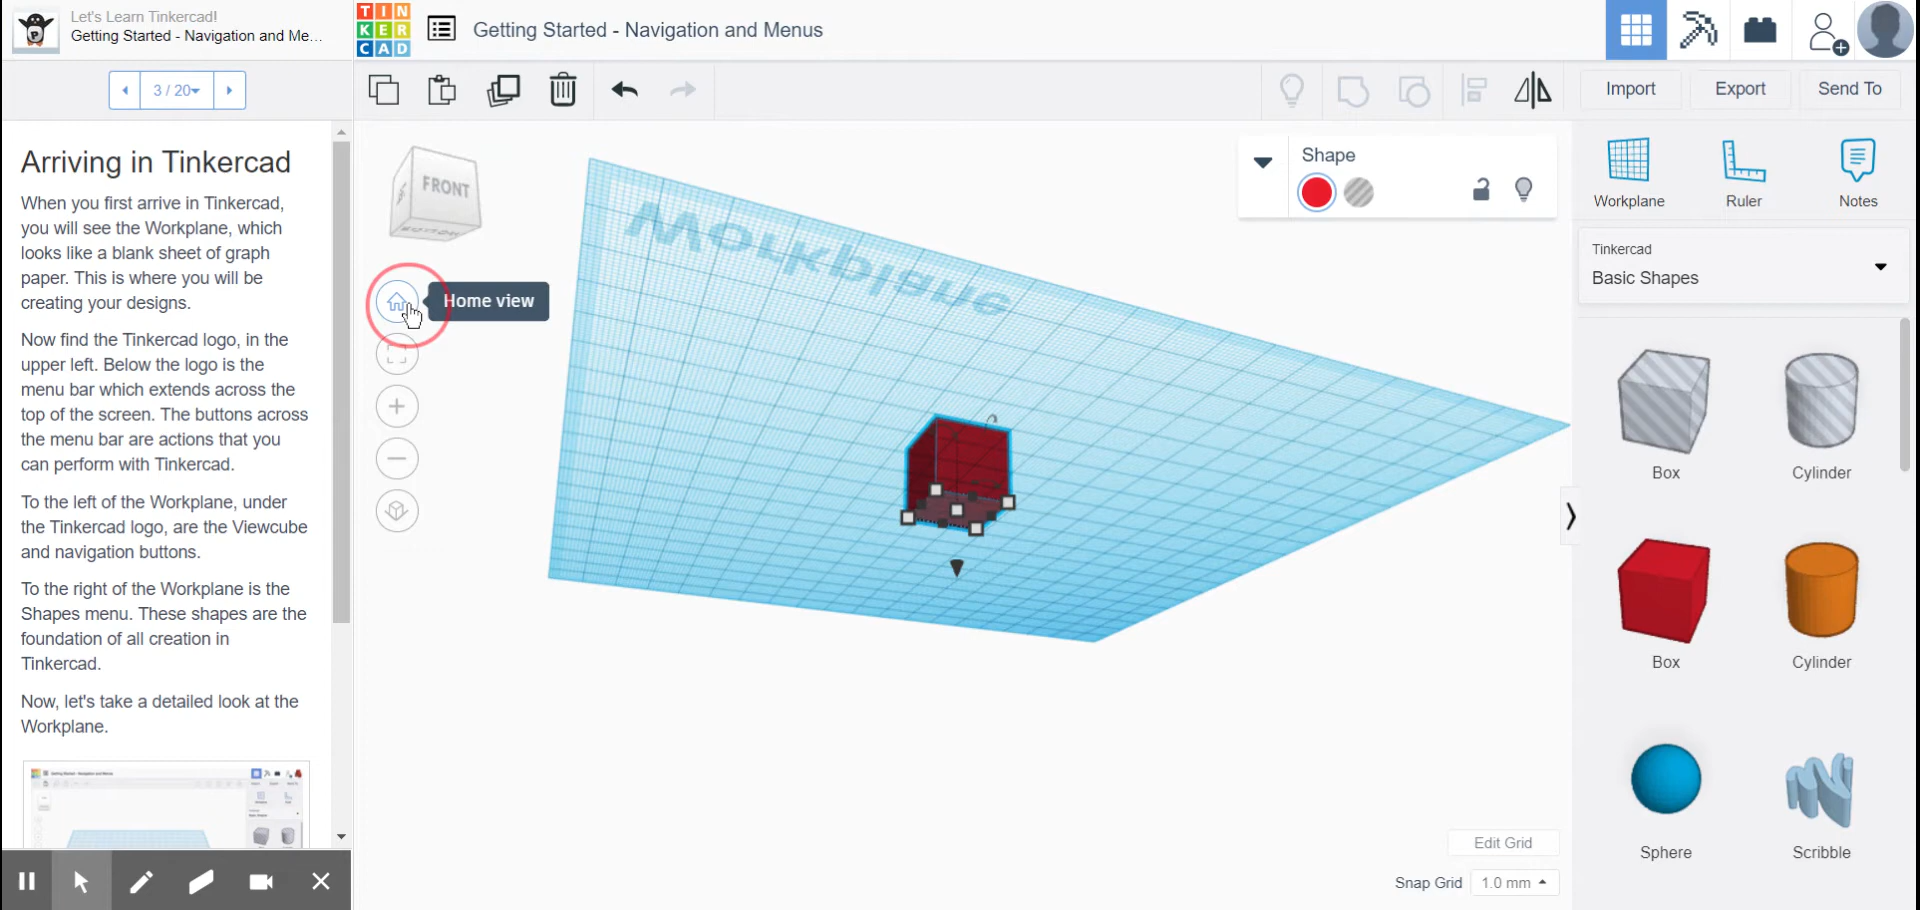 Let's Learn Tinkercad!
Getting Started - Navigation and Me...
TIN
KER
CAD
Getting Started - Navigation and Menus
3 / 20
Import
Export
Send To
Arriving in Tinkercad
When you first arrive in Tinkercad,
you will see the Workplane, which
looks like a blank sheet of graph
paper. This is where you will be
creating your designs.
Now find the Tinkercad logo, in the
upper left. Below the logo is the
menu bar which extends across the
top of the screen. The buttons across
the menu bar are actions that you
can perform with Tinkercad.
To the left of the Workplane, under
the Tinkercad logo, are the Viewcube
and navigation buttons.
To the right of the Workplane is the
Shapes menu. These shapes are the
foundation of all creation in
Tinkercad.
Now, let's take a detailed look at the
Workplane.
FRONT
BOTTOM
Home view
Workplane
Shape
Workplane
Ruler
Notes
Tinkercad
Basic Shapes
Box
Cylinder
Box
Cylinder
Sphere
Scribble
Edit Grid
Snap Grid
1.0 mm